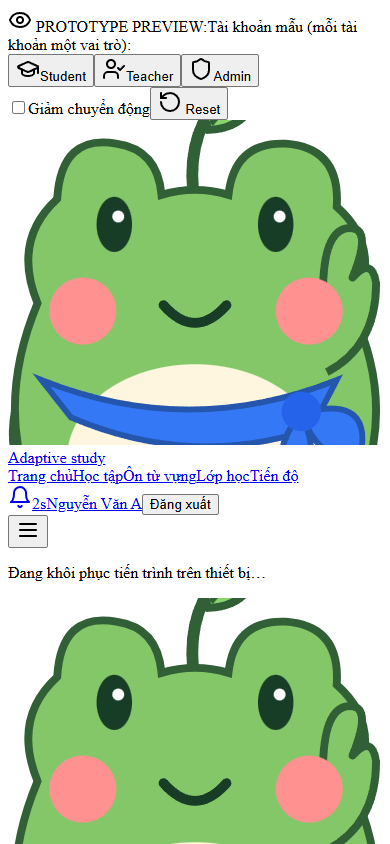 PROTOTYPE PREVIEW:Tài khoản mẫu (mỗi tài
khoản một vai trò):
Student Teacher Admin
Giảm chuyển động Reset
Adaptive study
Trang chủHọc tậpÔn từ vựngLớp họcTiến độ
2sNguyễn Văn A Đăng xuất
Đang khôi phục tiến trình trên thiết bị…